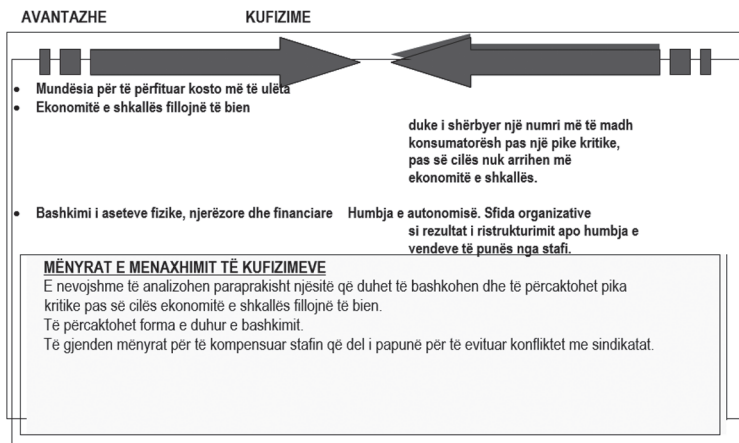 AVANTAZHE KUFIZIME
• Mundësia për të përfituar kosto më të ulëta
• Ekonomitë e shkallës fillojnë të bien
duke i shërbyer një numri më të madh
konsumatorësh pas një pike kritike,
pas së cilës nuk arrihen më
ekonomitë e shkallës.
• Bashkimi i aseteve fizike, njerëzore dhe financiare Humbja e autonomisë. Sfida organizative
si rezultat i ristrukturimit apo humbja e
vendeve të punës nga stafi.
MËNYRAT E MENAXHIMIT TË KUFIZIMEVE
E nevojshme të analizohen paraprakisht njësitë që duhet të bashkohen dhe të përcaktohet pika
kritike pas së cilës ekonomitë e shkallës fillojnë të bien.
Të përcaktohet forma e duhur e bashkimit.
Të gjenden mënyrat për të kompensuar stafin që del i papunë për të evituar konfliktet me sindikatat.